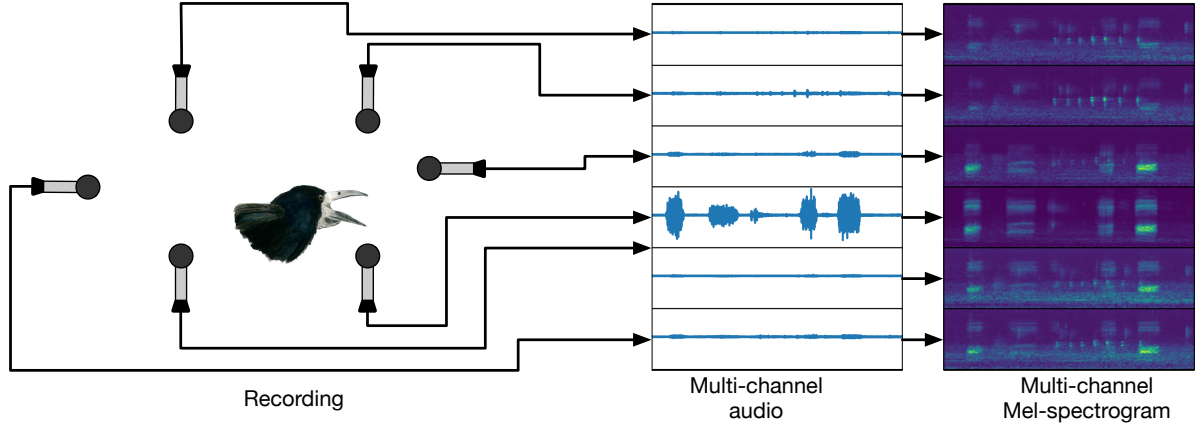 Recording
Multi-channel
audio
Multi-channel
Mel-spectrogram